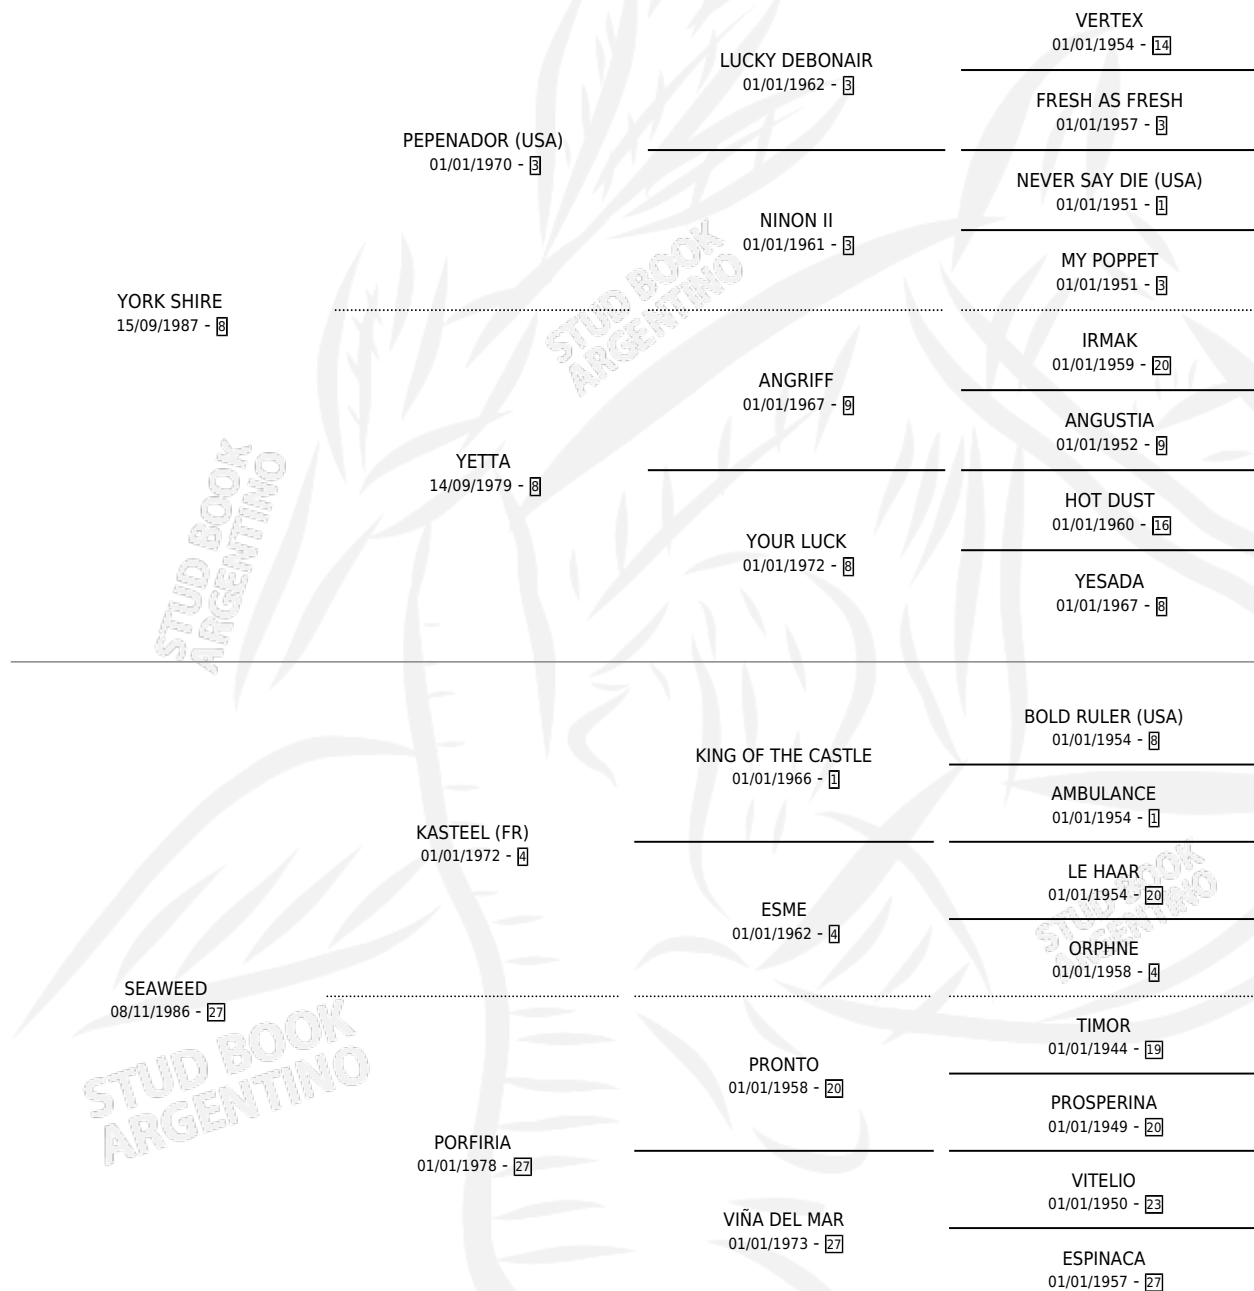 VERTEX
01/01/1954 - 14
LUCKY DEBONAIR
01/01/1962 - 3
FRESH AS FRESH
01/01/1957 - 3
PEPENADOR (USA)
01/01/1970 - 3
NEVER SAY DIE (USA)
01/01/1951 - 1
NINON II
01/01/1961 - 3
MY POPPET
01/01/1951 - 3
YORK SHIRE
15/09/1987 - 8
IRMAK
01/01/1959 - 20
ANGRIFF
01/01/1967 - 9
ANGUSTIA
01/01/1952 - 9
YETTA
14/09/1979 - 8
HOT DUST
01/01/1960 - 16
YOUR LUCK
01/01/1972 - 8
YESADA
01/01/1967 - 8
BOLD RULER (USA)
01/01/1954 - 8
KING OF THE CASTLE
01/01/1966 - 1
AMBULANCE
01/01/1954 - 1
KASTEEL (FR)
01/01/1972 - 4
LE HAAR
01/01/1954 - 20
ESME
01/01/1962 - 4
ORPHNE
01/01/1958 - 4
SEAWEED
08/11/1986 - 27
TIMOR
01/01/1944 - 19
PRONTO
01/01/1958 - 20
PROSPERINA
01/01/1949 - 20
PORFIRIA
01/01/1978 - 27
VITELIO
01/01/1950 - 23
VIÑA DEL MAR
01/01/1973 - 27
ESPINACA
01/01/1957 - 27
STUD BOOK
ARGENTINO
STUD BOOK
ARGENTINO
STUD BOOK
ARGENTINO
STUD BOOK
ARGENTINO